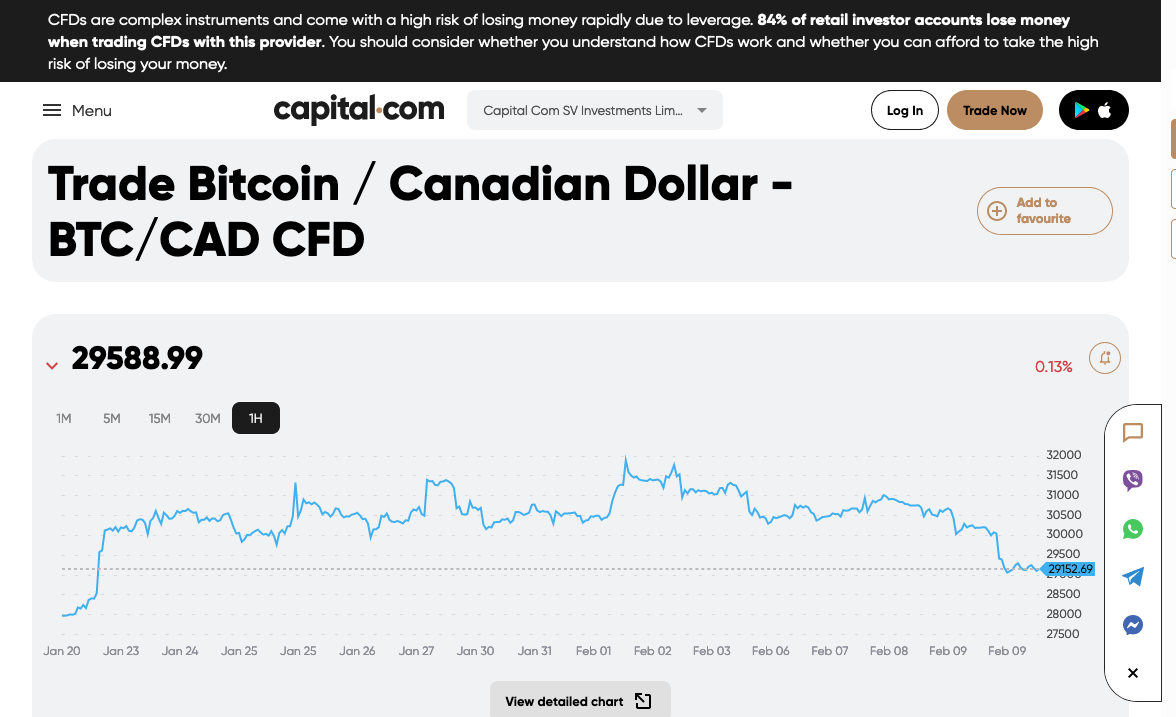 CFDs are complex instruments and come with a high risk of losing money rapidly due to leverage. 84% of retail investor accounts lose money
when trading CFDs with this provider. You should consider whether you understand how CFDs work and whether you can afford to take the high
risk of losing your money.
Menu
capital.com
Capital Com SV Investments Lim...
Log In
Trade Now
Trade Bitcoin / Canadian Dollar -
BTC/CAD CFD
Add to
favourite
29588.99
0.13%
1M 5M 15M 30M 1H
32000
31500
31000
30500
30000
29500
29152.69
28500
28000
27500
Jan 20 Jan 23 Jan 24 Jan 25 Jan 25 Jan 26 Jan 27 Jan 30 Jan 31 Feb 01 Feb 02 Feb 03 Feb 06 Feb 07 Feb 08 Feb 09 Feb 09
View detailed chart